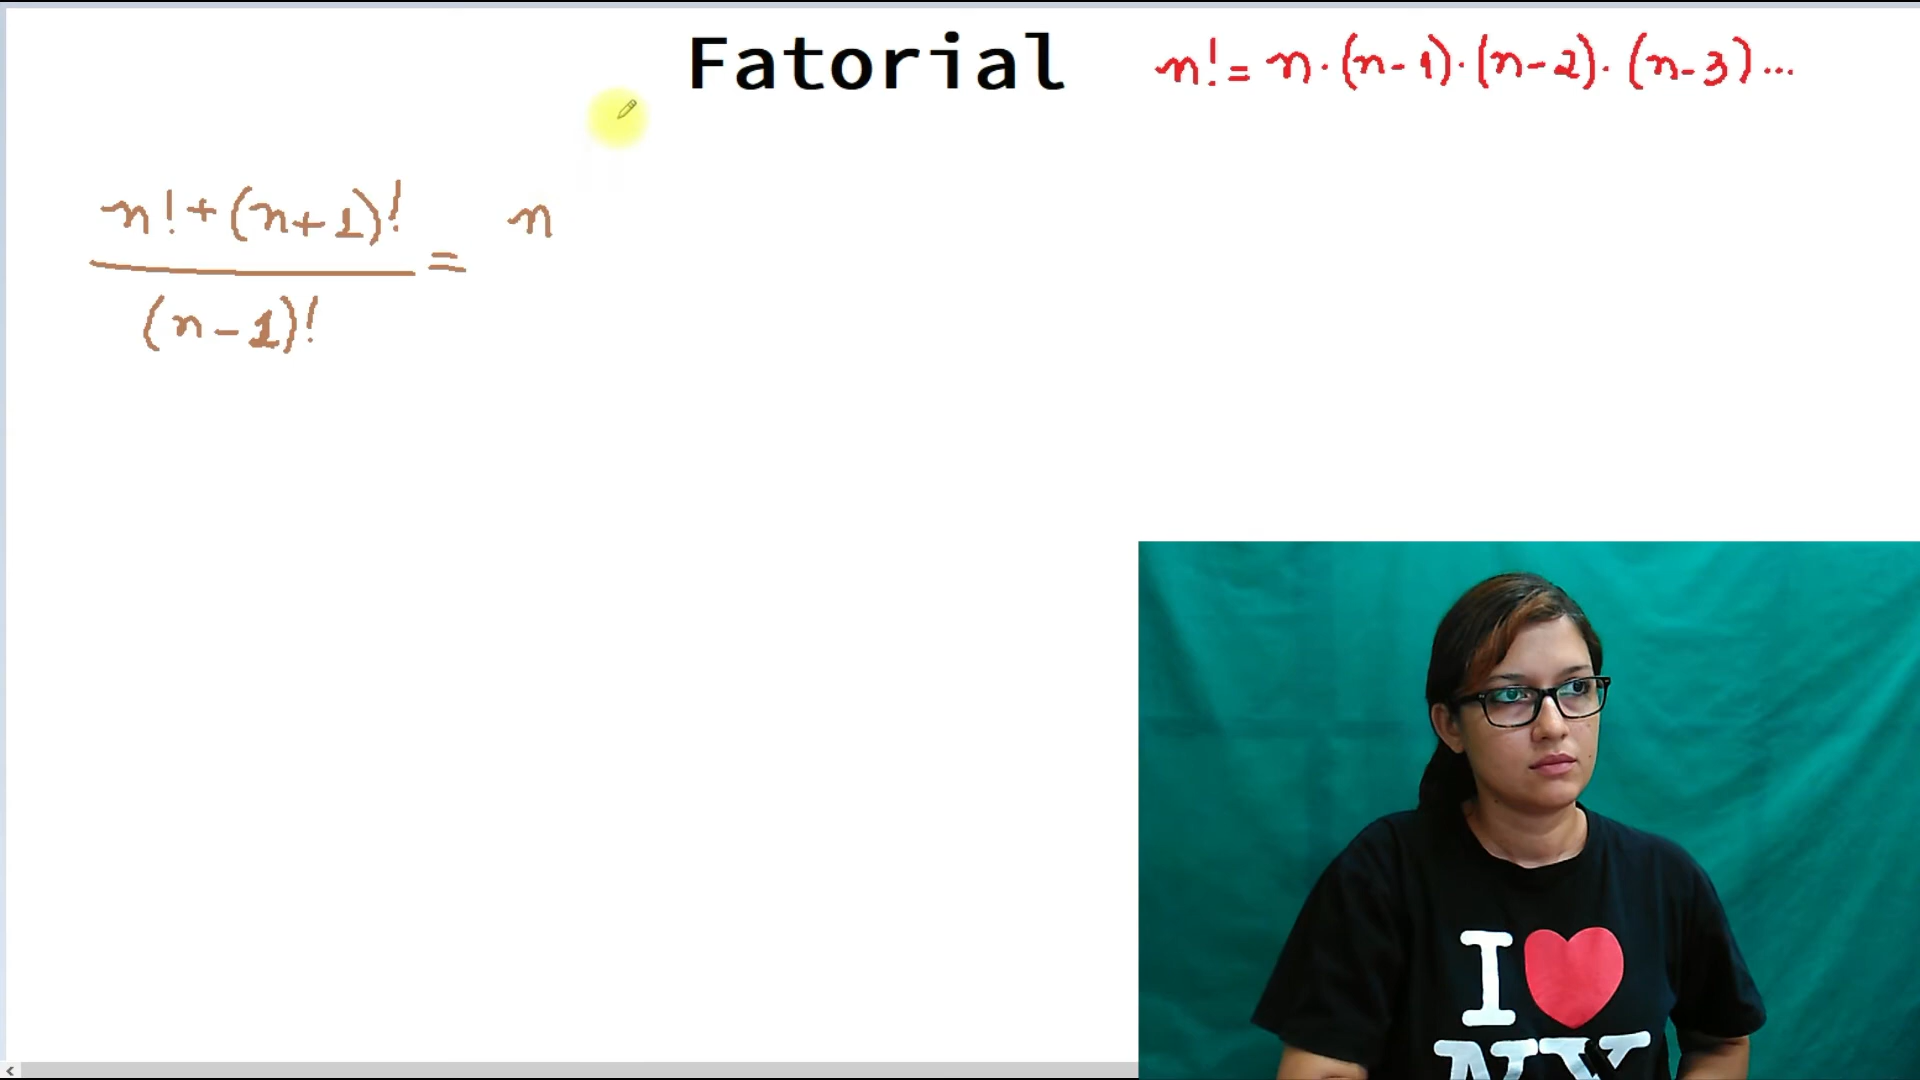 Fatorial
n! = n · (n-1) · (n-2) · (n-3) ...
n! + (n+1)!
(n-1)!
= n
I ❤
NY